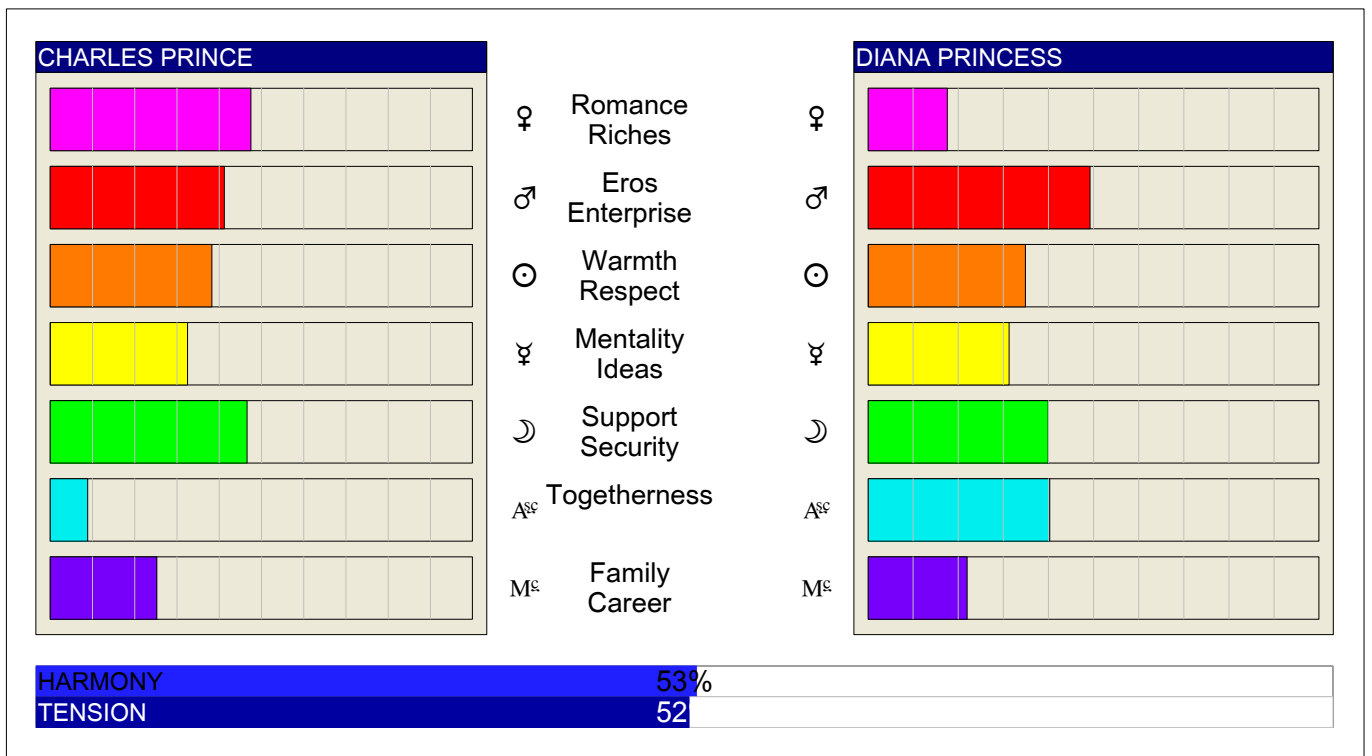 CHARLES PRINCE
DIANA PRINCESS
♀ Romance ♀
Riches
♂ Eros ♂
Enterprise
☉ Warmth ☉
Respect
☿ Mentality ☿
Ideas
☽ Support ☽
Security
Asc Togetherness Asc
Mc Family Mc
Career
HARMONY 53%
TENSION 52